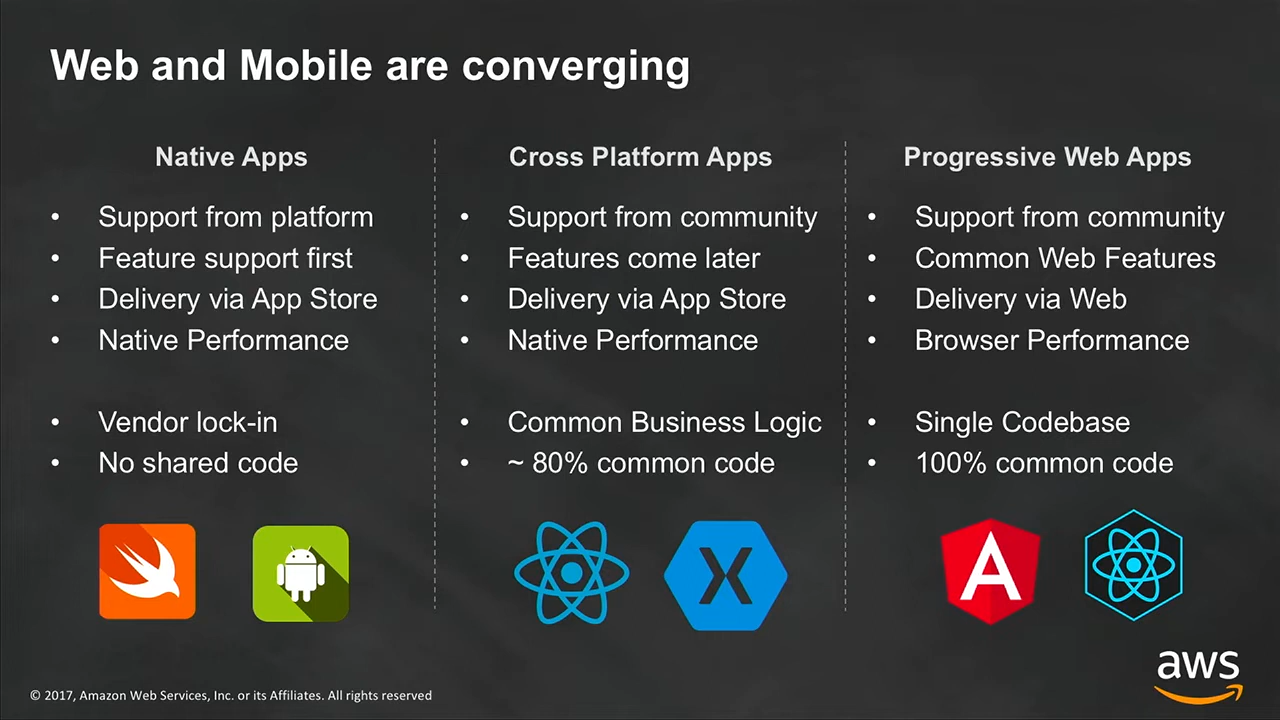 Web and Mobile are converging
Native Apps
• Support from platform
• Feature support first
• Delivery via App Store
• Native Performance
• Vendor lock-in
• No shared code
Cross Platform Apps
• Support from community
• Features come later
• Delivery via App Store
• Native Performance
• Common Business Logic
• ~ 80% common code
Progressive Web Apps
• Support from community
• Common Web Features
• Delivery via Web
• Browser Performance
• Single Codebase
• 100% common code
A
aws
© 2017, Amazon Web Services, Inc. or its Affiliates. All rights reserved